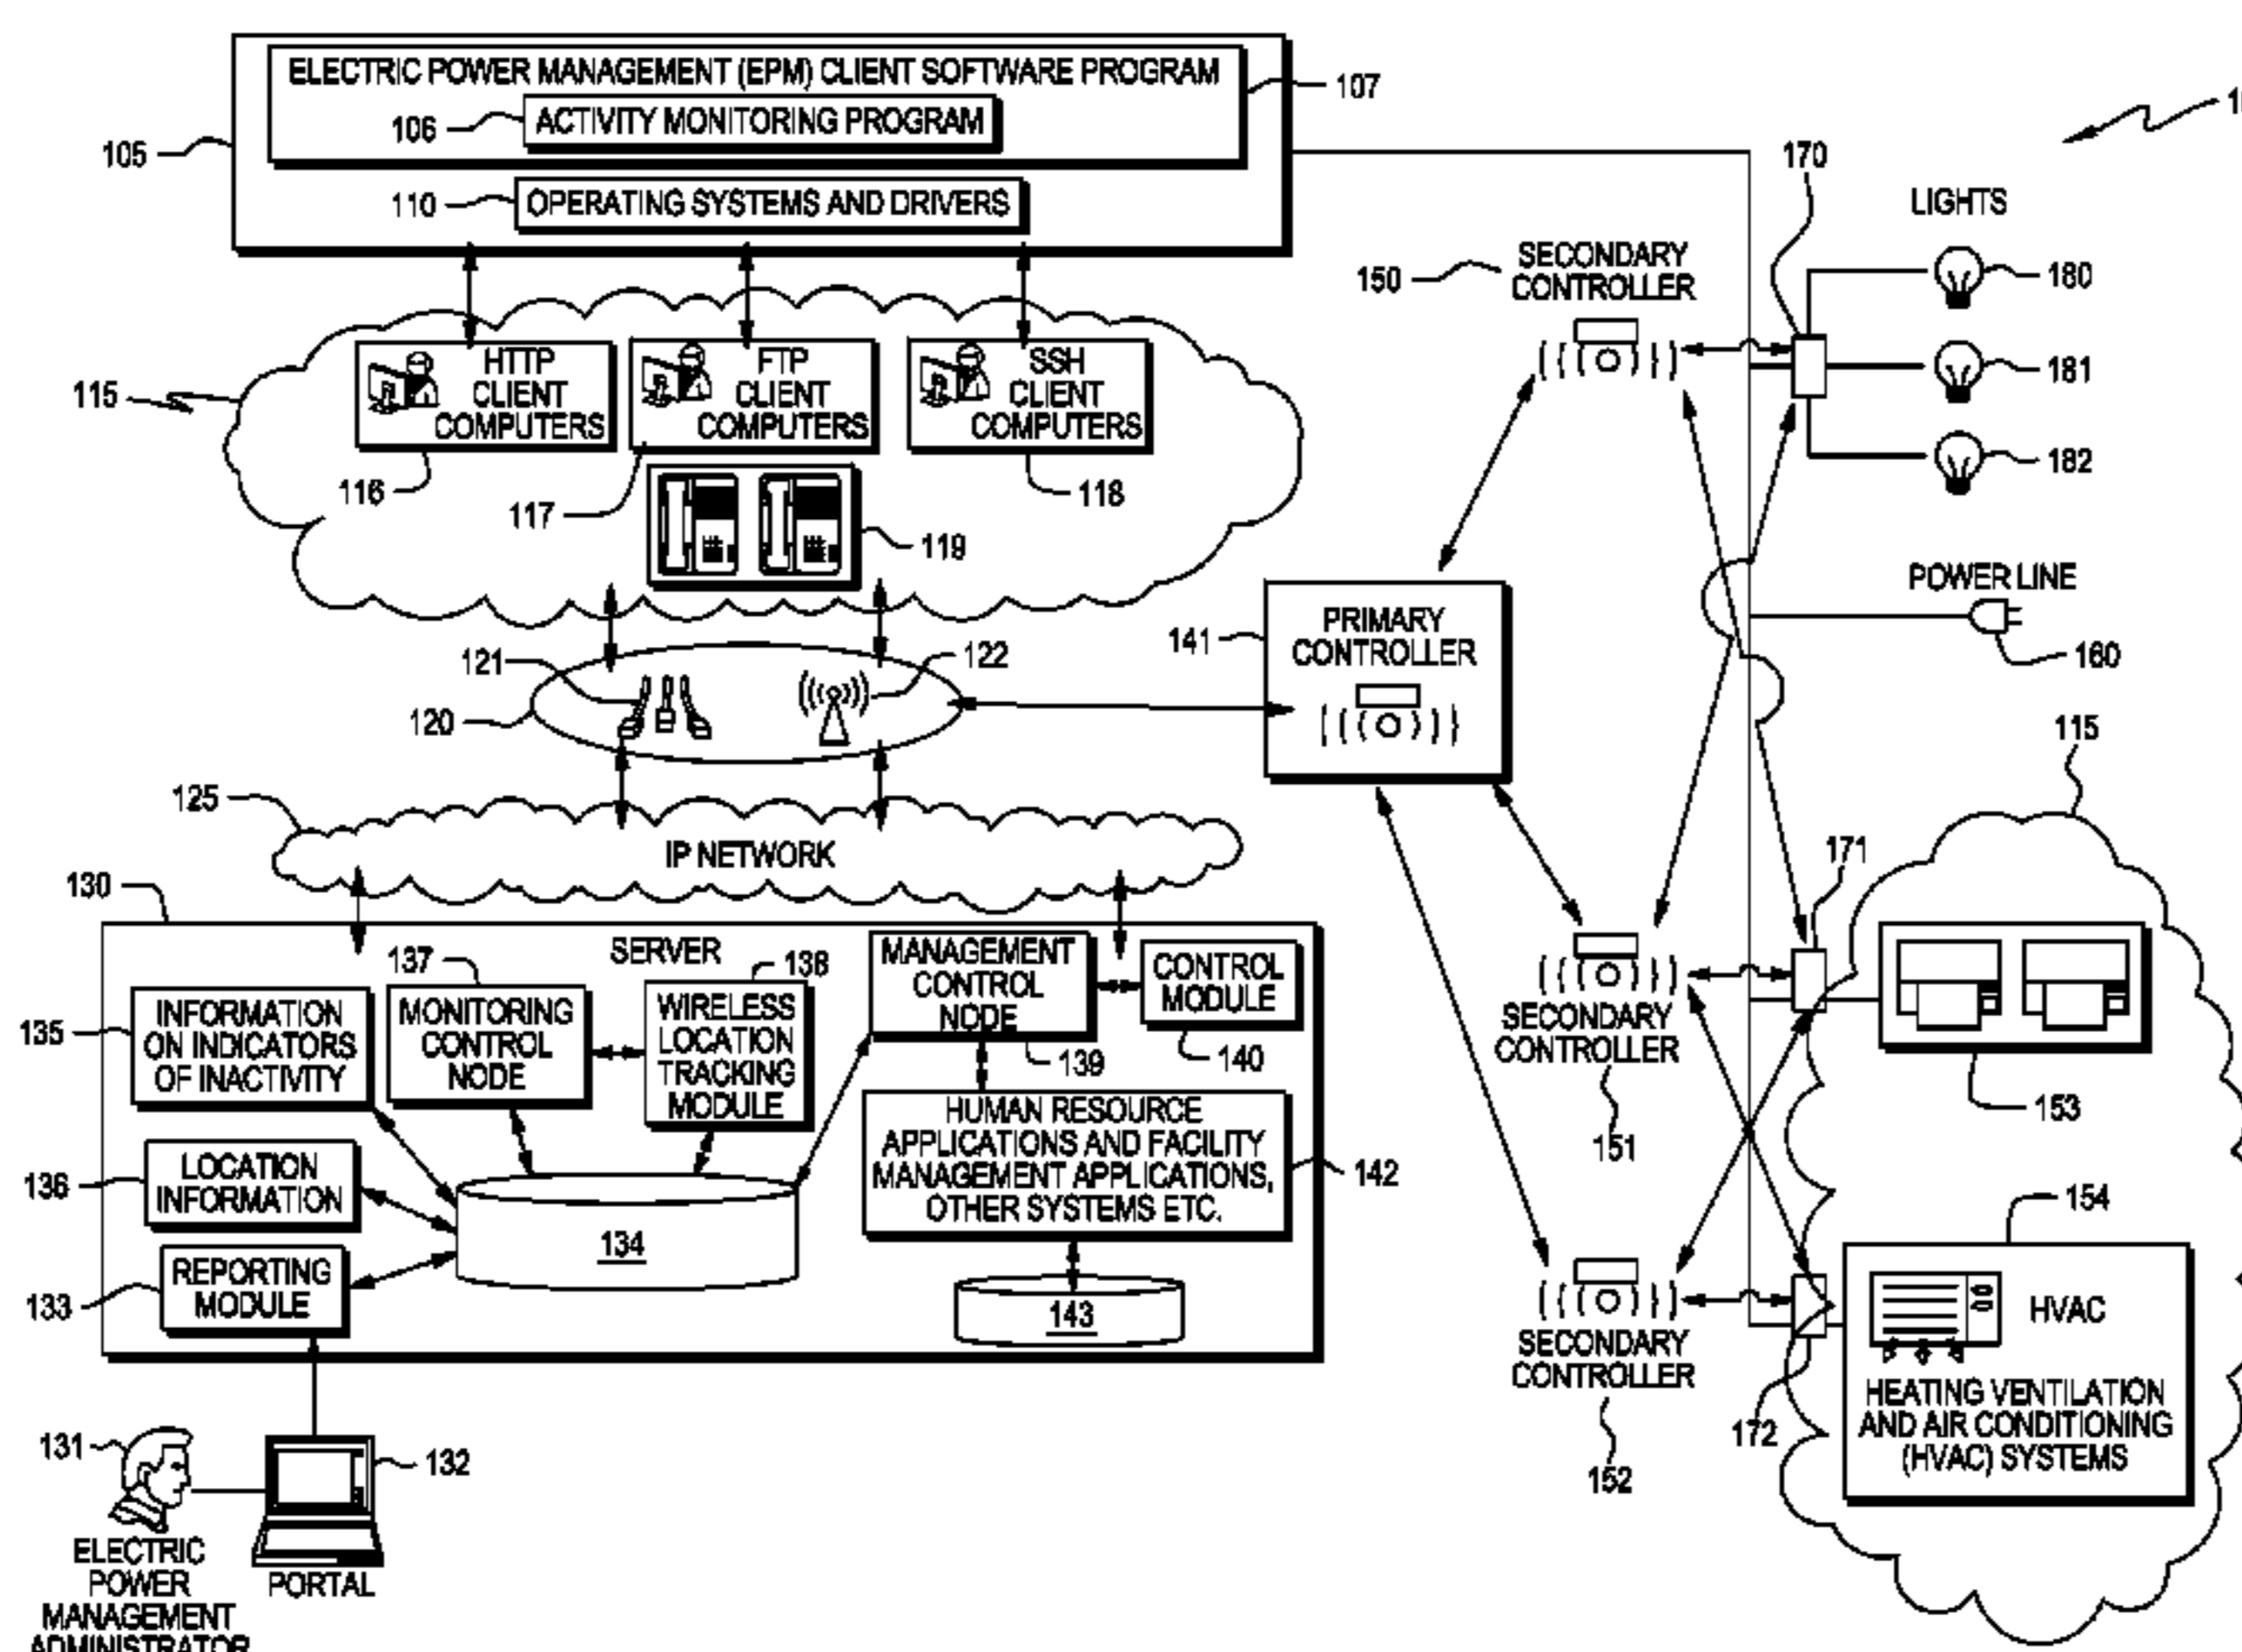 ELECTRIC POWER MANAGEMENT (EPM) CLIENT SOFTWARE PROGRAM
107
106
ACTIVITY MONITORING PROGRAM
105
110
OPERATING SYSTEMS AND DRIVERS
170
LIGHTS
150
SECONDARY
CONTROLLER
180
181
182
115
HTTP
CLIENT
COMPUTERS
FTP
CLIENT
COMPUTERS
SSH
CLIENT
COMPUTERS
116
117
118
119
POWER LINE
160
141
PRIMARY
CONTROLLER
121
122
120
125
IP NETWORK
115
171
130
SERVER
137
138
135
INFORMATION
ON INDICATORS
OF INACTIVITY
MONITORING
CONTROL
NODE
WIRELESS
LOCATION
TRACKING
MODULE
MANAGEMENT
CONTROL
NODE
139
CONTROL
MODULE
140
SECONDARY
CONTROLLER
151
153
136
LOCATION
INFORMATION
HUMAN RESOURCE
APPLICATIONS AND FACILITY
MANAGEMENT APPLICATIONS,
OTHER SYSTEMS ETC.
142
134
133
REPORTING
MODULE
143
154
HVAC
HEATING VENTILATION
AND AIR CONDITIONING
(HVAC) SYSTEMS
SECONDARY
CONTROLLER
152
172
131
132
ELECTRIC
POWER
MANAGEMENT
ADMINISTRATOR
PORTAL